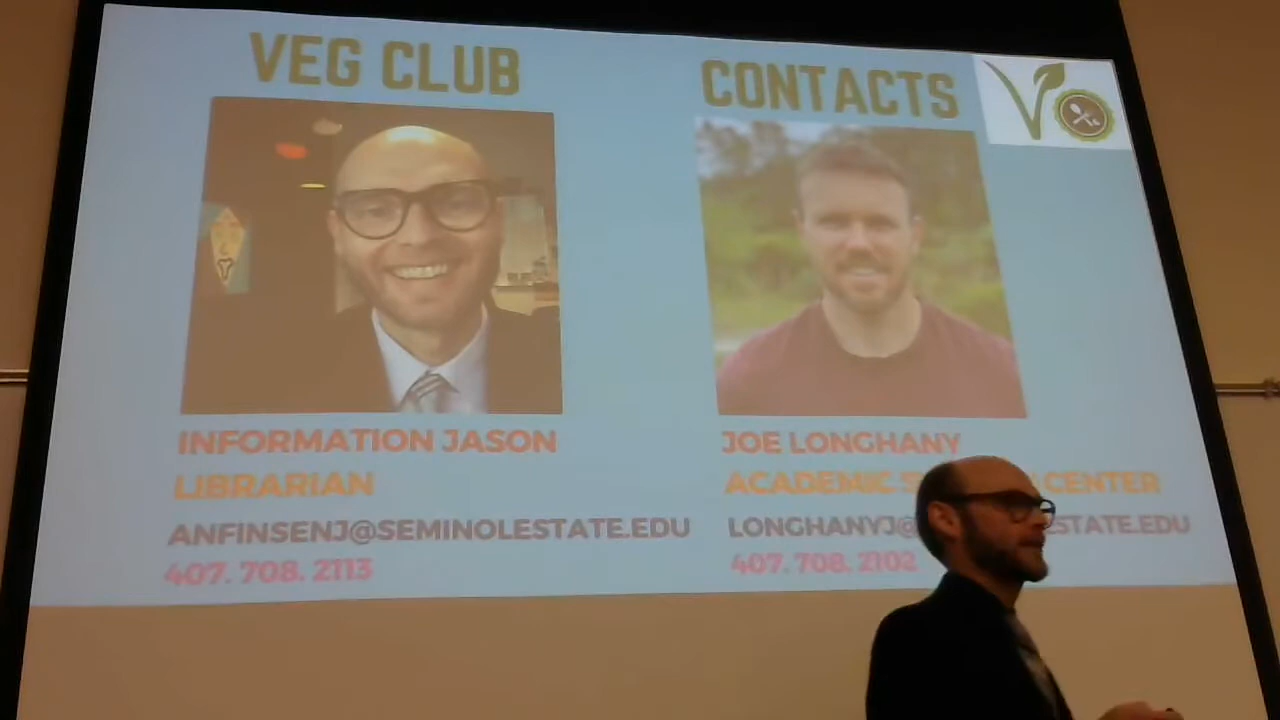 VEG CLUB
CONTACTS
INFORMATION JASON
LIBRARIAN
ANFINSENJ@SEMINOLESTATE.EDU
407. 708. 2113
JOE LONGHANY
ACADEMIC CENTER
LONGHANYJ@ ESTATE.EDU
407. 708. 2102